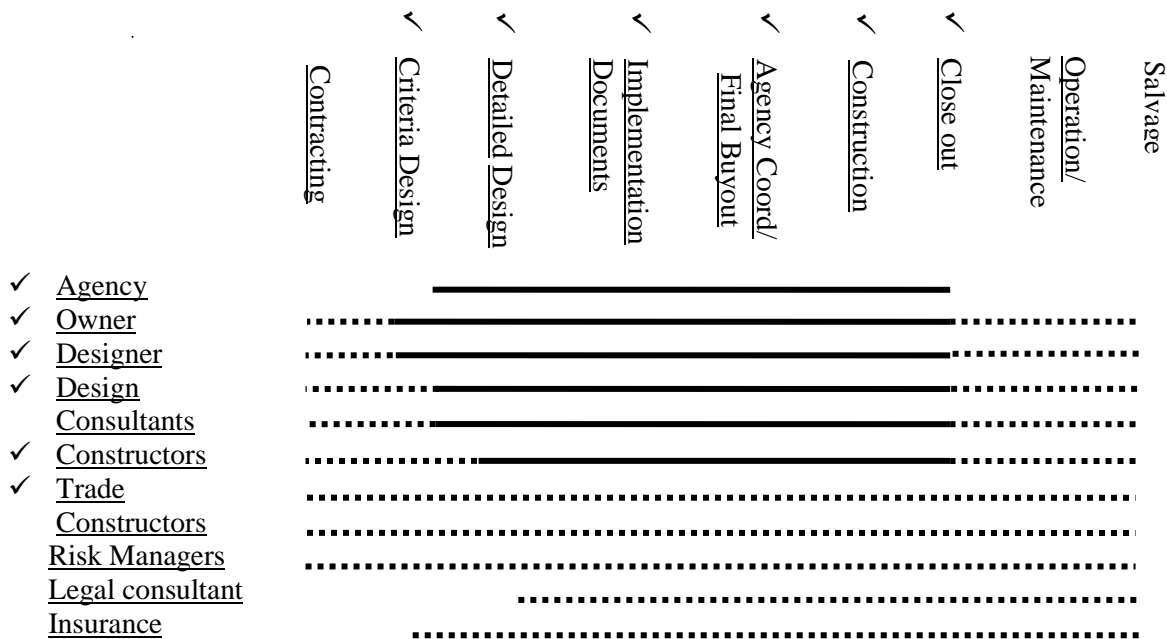 Contracting
Criteria Design
Detailed Design
Implementation
Documents
Agency Coord/
Final Buyout
Construction
Close out
Operation/
Maintenance
Salvage
✓ Agency
✓ Owner
✓ Designer
✓ Design
Consultants
✓ Constructors
✓ Trade
Constructors
Risk Managers
Legal consultant
Insurance